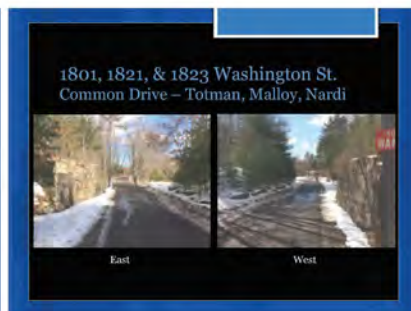 1801, 1821, & 1823 Washington St.
Common Drive – Totman, Malloy, Nardi
East
West